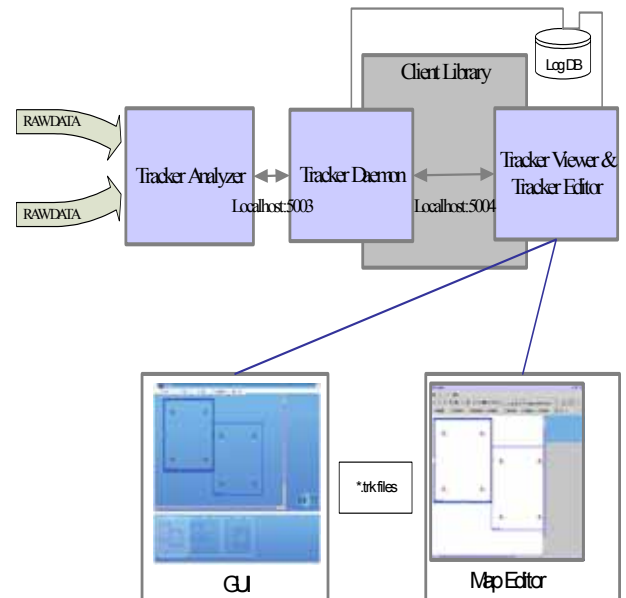 Log DB
Client Library
RAWDATA
Tracker Analyzer
Tracker Daemon
Tracker Viewer &
Tracker Editor
Localhost:5003
Localhost:5004
RAWDATA
*.trk files
GUI
Map Editor